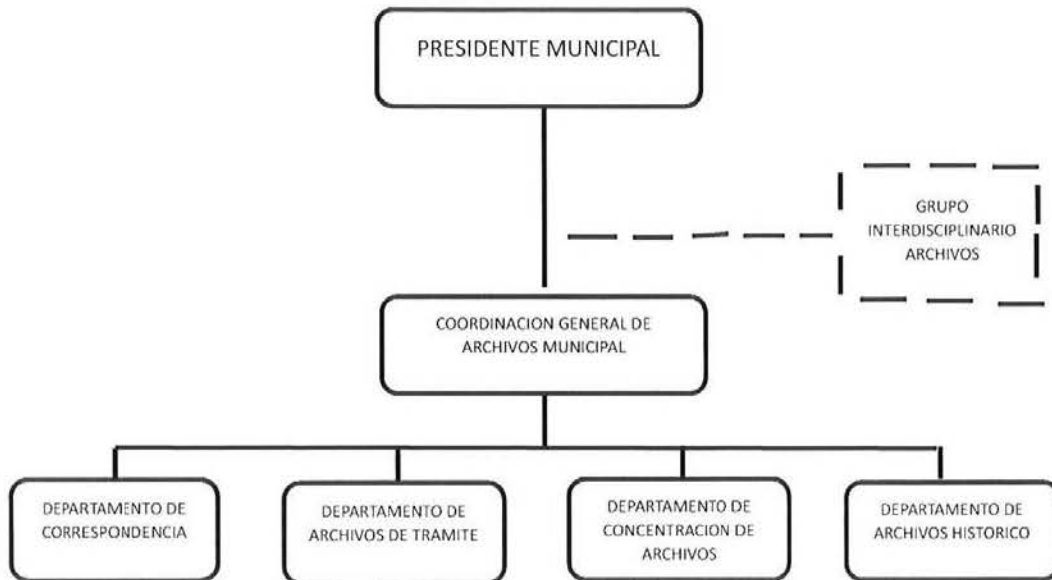 PRESIDENTE MUNICIPAL
GRUPO
INTERDISCIPLINARIO
ARCHIVOS
COORDINACION GENERAL DE
ARCHIVOS MUNICIPAL
DEPARTAMENTO DE
CORRESPONDENCIA
DEPARTAMENTO DE
ARCHIVOS DE TRAMITE
DEPARTAMENTO DE
CONCENTRACION DE
ARCHIVOS
DEPARTAMENTO DE
ARCHIVOS HISTORICO